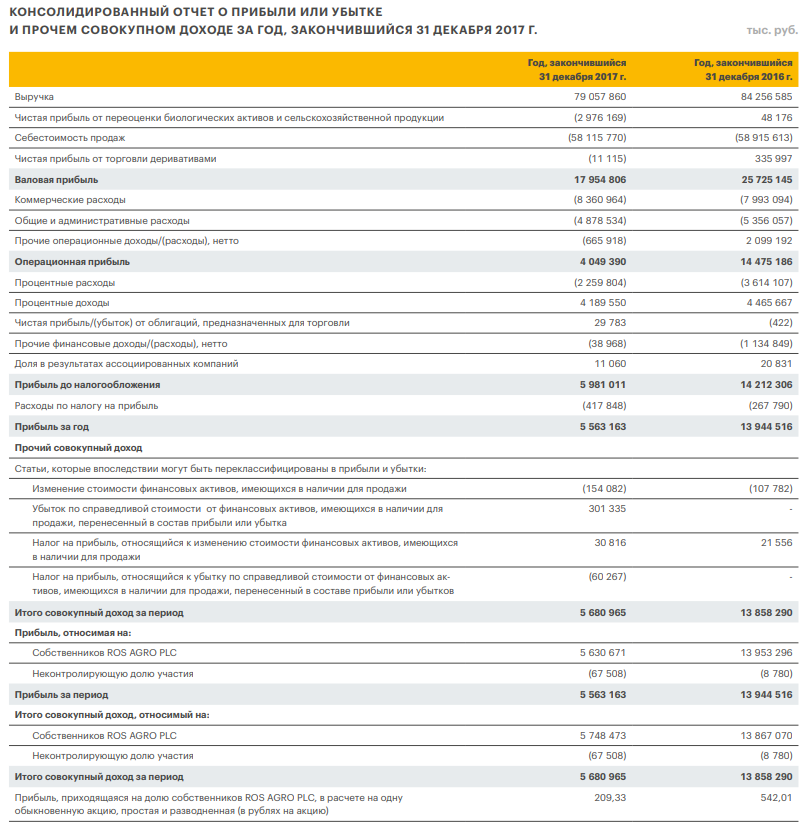 КОНСОЛИДИРОВАННЫЙ ОТЧЕТ О ПРИБЫЛИ ИЛИ УБЫТКЕ
И ПРОЧЕМ СОВОКУПНОМ ДОХОДЕ ЗА ГОД, ЗАКОНЧИВШИЙСЯ 31 ДЕКАБРЯ 2017 Г. тыс. руб.
Год, закончившийся Год, закончившийся
31 декабря 2017 г. 31 декабря 2016 г.
Выручка 79 057 860 84 256 585
Чистая прибыль от переоценки биологических активов и сельскохозяйственной продукции (2 976 169) 48 176
Себестоимость продаж (58 115 770) (58 915 613)
Чистая прибыль от торговли деривативами (11 115) 335 997
Валовая прибыль 17 954 806 25 725 145
Коммерческие расходы (8 360 964) (7 993 094)
Общие и административные расходы (4 878 534) (5 356 057)
Прочие операционные доходы/(расходы), нетто (665 918) 2 099 192
Операционная прибыль 4 049 390 14 475 186
Процентные расходы (2 259 804) (3 614 107)
Процентные доходы 4 189 550 4 465 667
Чистая прибыль/(убыток) от облигаций, предназначенных для торговли 29 783 (422)
Прочие финансовые доходы/(расходы), нетто (38 968) (1 134 849)
Доля в результатах ассоциированных компаний 11 060 20 831
Прибыль до налогообложения 5 981 011 14 212 306
Расходы по налогу на прибыль (417 848) (267 790)
Прибыль за год 5 563 163 13 944 516
Прочий совокупный доход
Статьи, которые впоследствии могут быть переклассифицированы в прибыли и убытки:
Изменение стоимости финансовых активов, имеющихся в наличии для продажи (154 082) (107 782)
Убыток по справедливой стоимости от финансовых активов, имеющихся в наличии для 301 335 -
продажи, перенесенный в состав прибыли или убытка
Налог на прибыль, относящийся к изменению стоимости финансовых активов, имеющихся 30 816 21 556
в наличии для продажи
Налог на прибыль, относящийся к убытку по справедливой стоимости от финансовых ак- (60 267) -
тивов, имеющихся в наличии для продажи, перенесенный в составе прибыли или убытков
Итого совокупный доход за период 5 680 965 13 858 290
Прибыль, относимая на:
Собственников ROS AGRO PLC 5 630 671 13 953 296
Неконтролирующую долю участия (67 508) (8 780)
Прибыль за период 5 563 163 13 944 516
Итого совокупный доход, относимый на:
Собственников ROS AGRO PLC 5 748 473 13 867 070
Неконтролирующую долю участия (67 508) (8 780)
Итого совокупный доход за период 5 680 965 13 858 290
Прибыль, приходящаяся на долю собственников ROS AGRO PLC, в расчете на одну 209,33 542,01
обыкновенную акцию, простая и разводненная (в рублях на акцию)